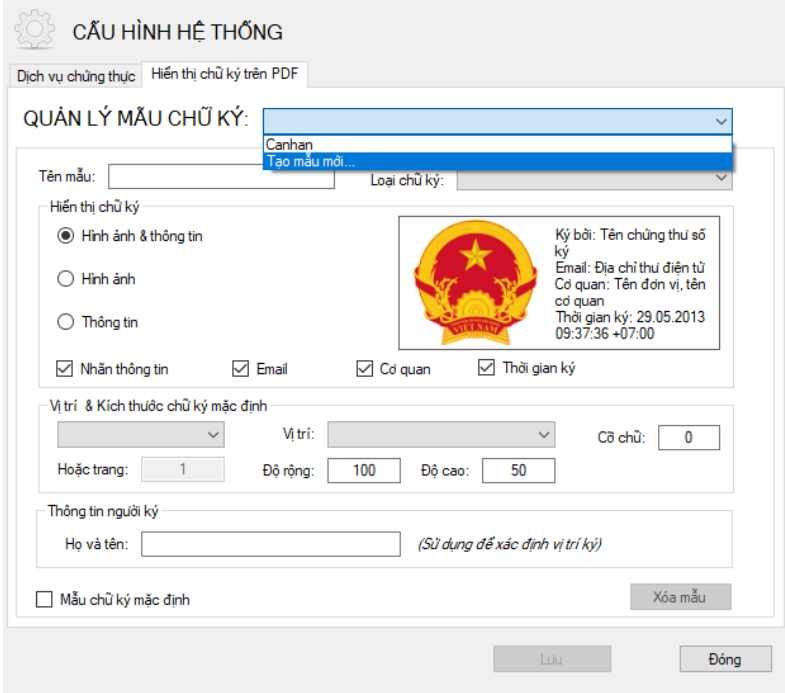 CẤU HÌNH HỆ THỐNG
Dịch vụ chứng thực
Hiển thị chữ ký trên PDF
QUẢN LÝ MẪU CHỮ KÝ:
Canhan
Tạo mẫu mới...
Tên mẫu:
Loại chữ ký:
Hiển thị chữ ký
Hình ảnh & thông tin
Hình ảnh
Thông tin
VIỆT NAM
Ký bởi: Tên chứng thư số
ký
Email: Địa chỉ thư điện tử
Cơ quan: Tên đơn vị, tên
cơ quan
Thời gian ký: 29.05.2013
09:37:36 +07:00
Nhãn thông tin
Email
Cơ quan
Thời gian ký
Vị trí & Kích thước chữ ký mặc định
Vị trí:
Cỡ chữ: 0
Hoặc trang: 1
Độ rộng: 100
Độ cao: 50
Thông tin người ký
Họ và tên:
(Sử dụng để xác định vị trí ký)
Mẫu chữ ký mặc định
Xóa mẫu
Lưu
Đóng